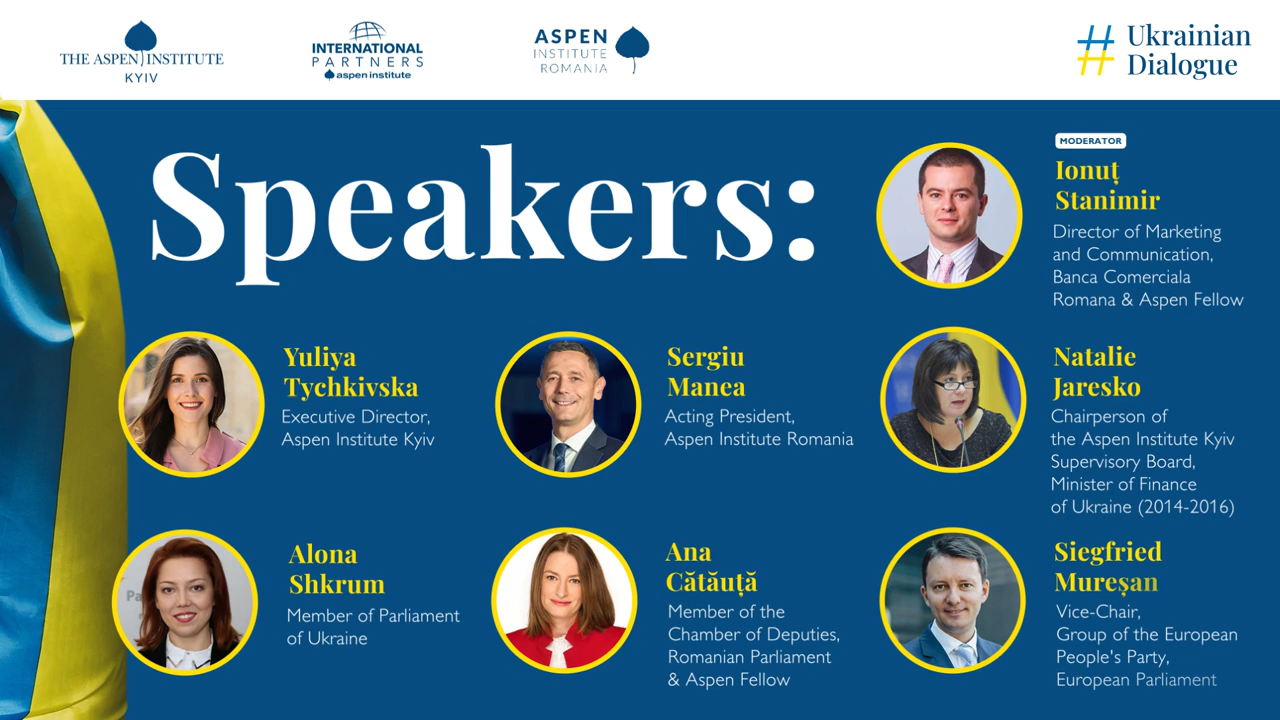 THE ASPEN INSTITUTE
KYIV
INTERNATIONAL
PARTNERS
aspen institute
ASPEN
INSTITUTE
ROMANIA
Ukrainian
Dialogue
Speakers:
MODERATOR
Ionuț
Stanimir
Director of Marketing
and Communication,
Banca Comerciala
Romana & Aspen Fellow
Yuliya
Tychkivska
Executive Director,
Aspen Institute Kyiv
Sergiu
Manea
Acting President,
Aspen Institute Romania
Natalie
Jaresko
Chairperson of
the Aspen Institute Kyiv
Supervisory Board,
Minister of Finance
of Ukraine (2014-2016)
Alona
Shkrum
Member of Parliament
of Ukraine
Ana
Cătăuță
Member of the
Chamber of Deputies,
Romanian Parliament
& Aspen Fellow
Siegfried
Mureșan
Vice-Chair,
Group of the European
People's Party,
European Parliament